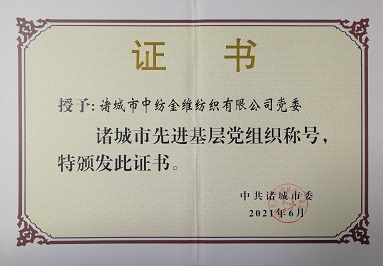 证书
授予：诸城市中纺金维纺织有限公司党委
诸城市先进基层党组织称号，
特颁发此证书。
中共诸城市委
2021年6月